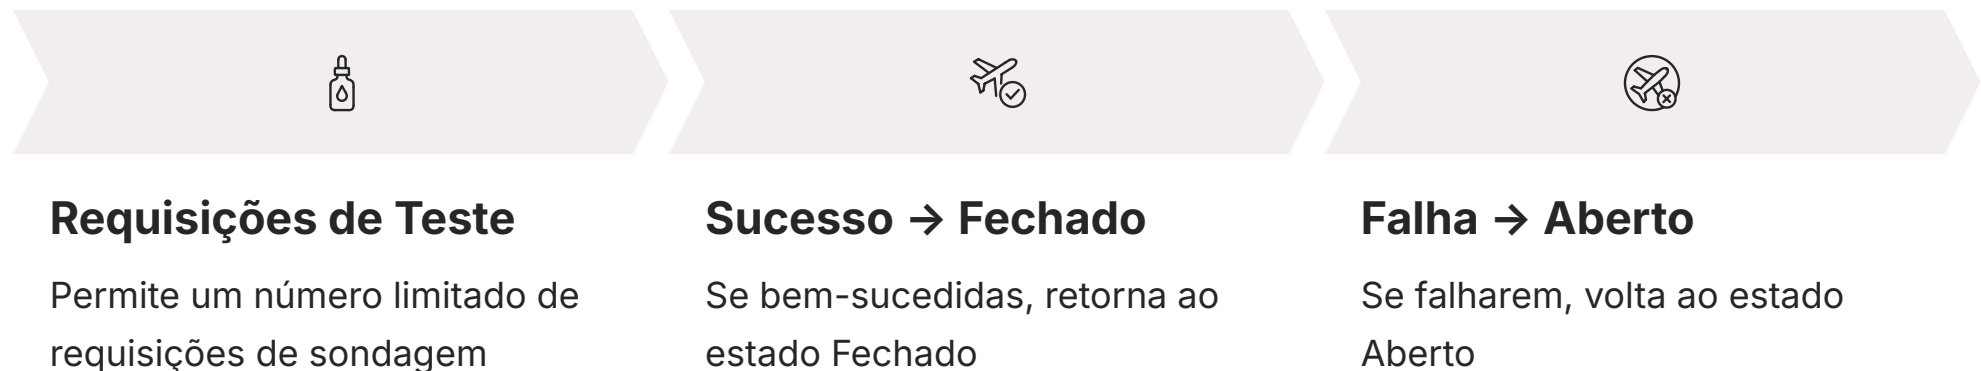 Requisições de Teste
Permite um número limitado de
requisições de sondagem
Sucesso → Fechado
Se bem-sucedidas, retorna ao
estado Fechado
Falha → Aberto
Se falharem, volta ao estado
Aberto